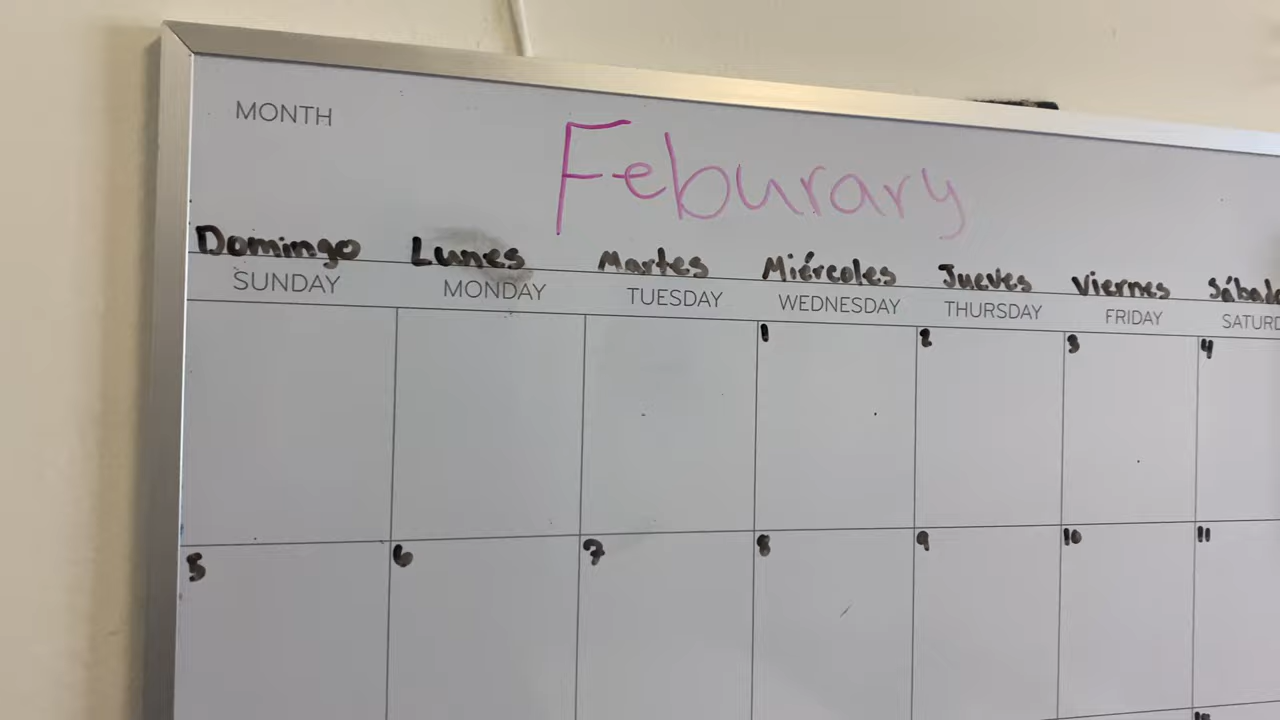 MONTH
Feburary
Domingo Lunes Martes Miércoles Jueves Viernes
SUNDAY MONDAY TUESDAY WEDNESDAY THURSDAY FRIDAY
1 2 3 4
5 6 7 8 9 10 11